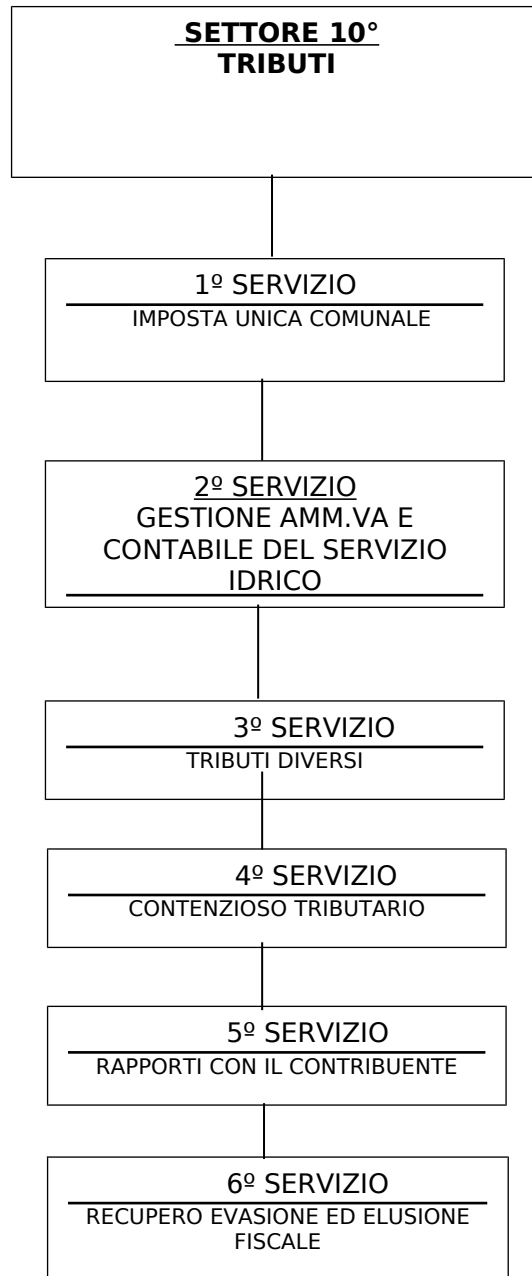 SETTORE 10°
TRIBUTI
1º SERVIZIO
IMPOSTA UNICA COMUNALE
2º SERVIZIO
GESTIONE AMM.VA E
CONTABILE DEL SERVIZIO
IDRICO
3º SERVIZIO
TRIBUTI DIVERSI
4º SERVIZIO
CONTENZIOSO TRIBUTARIO
5º SERVIZIO
RAPPORTI CON IL CONTRIBUENTE
6º SERVIZIO
RECUPERO EVASIONE ED ELUSIONE
FISCALE